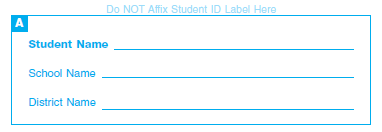 Do NOT Affix Student ID Label Here
A
Student Name
School Name
District Name